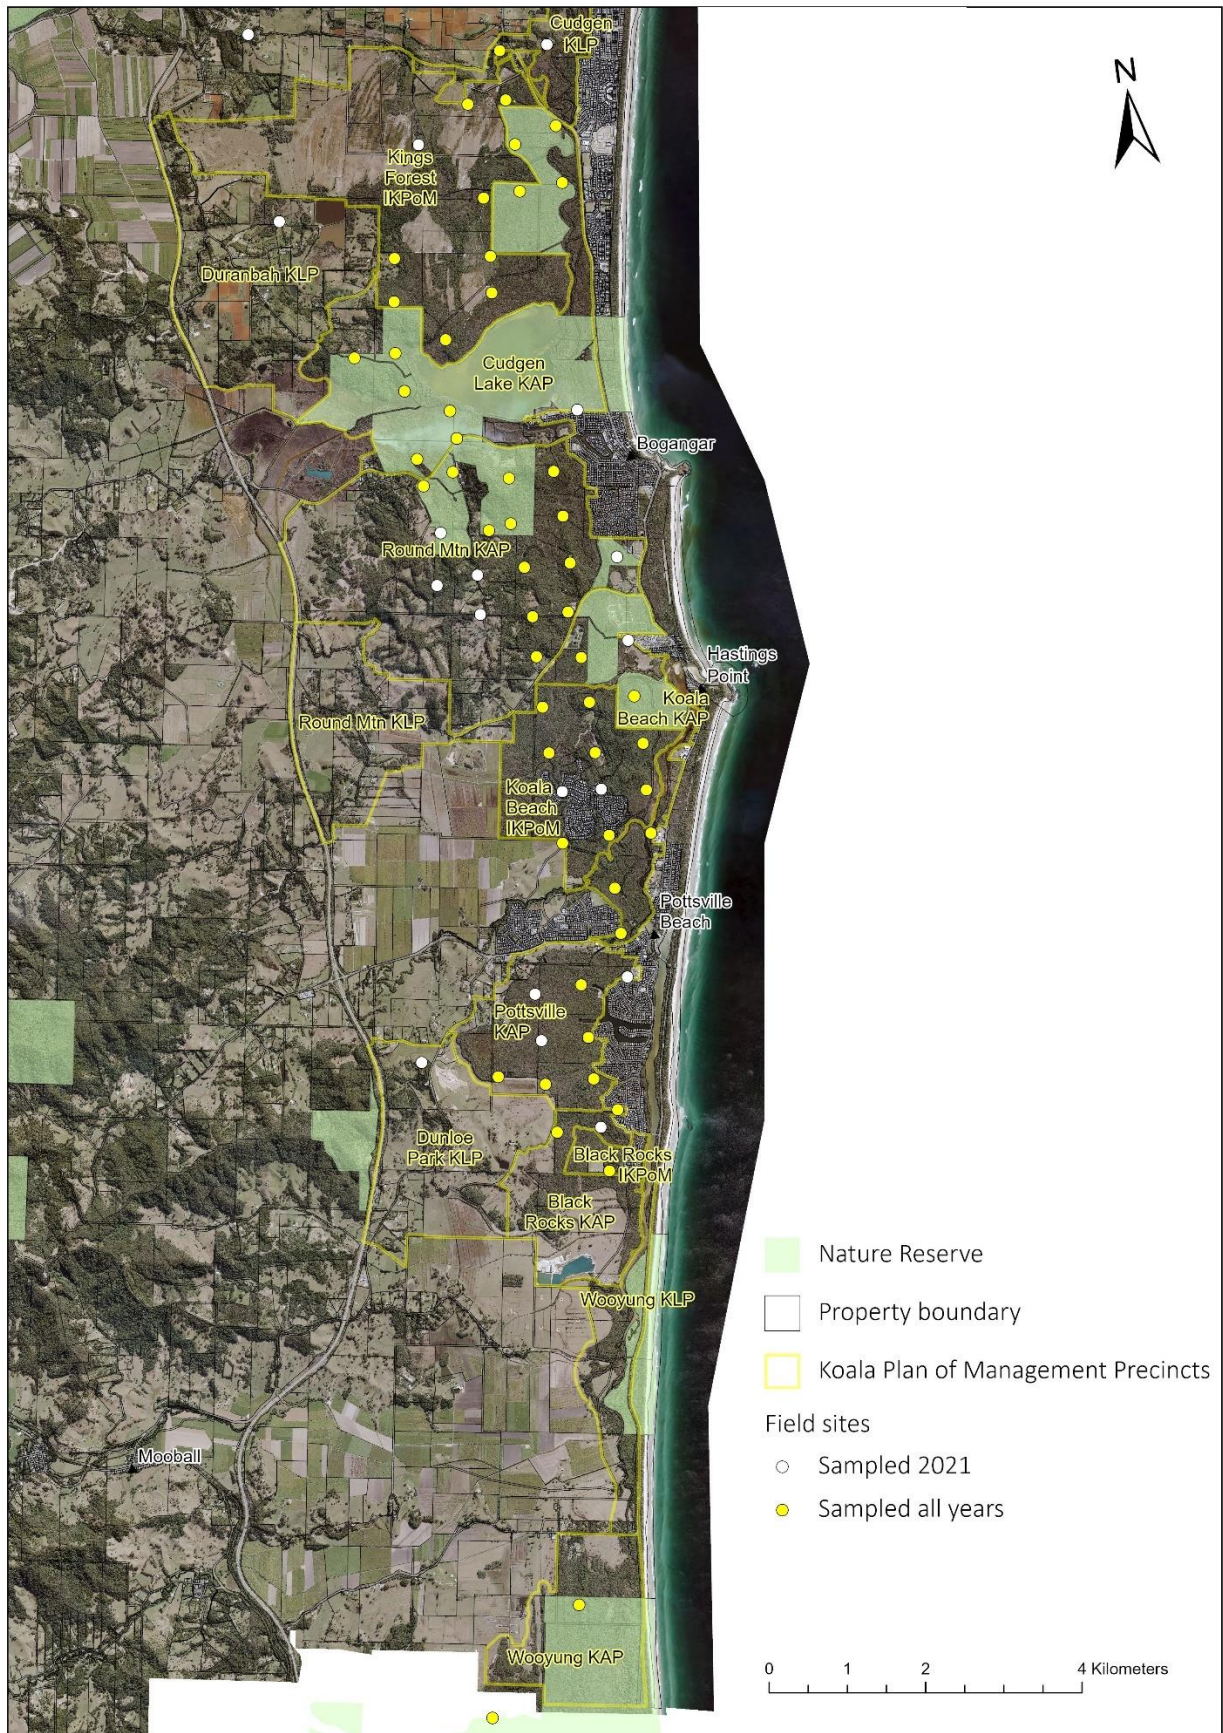 Cudgen
KLP
N
Kings
Forest
IKPoM
Duranbah KLP
Cudgen
Lake KAP
Bogangar
Round Mtn KAP
Hastings
Point
Koala
Beach KAP
Round Mtn KLP
Koala
Beach
IKPoM
Pottsville
Beach
Pottsville
KAP
Dunloe
Park KLP
Black Rocks
IKPoM
Black
Rocks KAP
Wooyung KLP
Mooball
Wooyung KAP
Nature Reserve
Property boundary
Koala Plan of Management Precincts
Field sites
Sampled 2021
Sampled all years
0 1 2 4 Kilometers